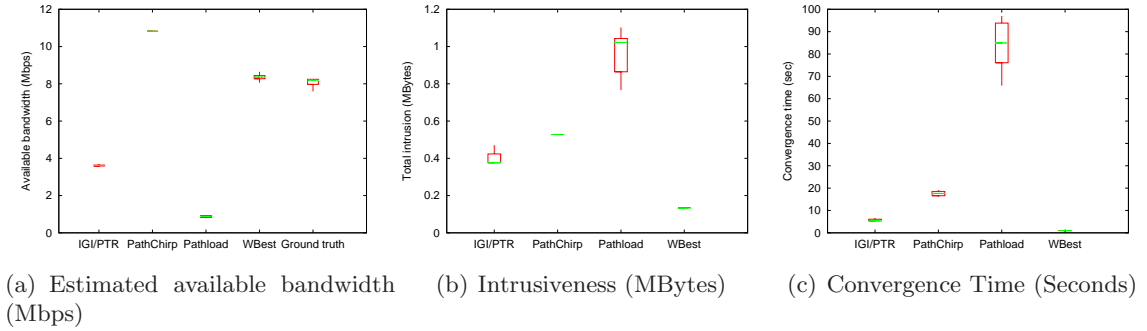 Available bandwidth (Mbps)
12
10
8
6
4
2
0
IGI/PTR PathChirp Pathload WBest Ground truth
Total intrusion (MBytes)
1.2
1
0.8
0.6
0.4
0.2
0
IGI/PTR PathChirp Pathload WBest
Convergence time (sec)
100
90
80
70
60
50
40
30
20
10
0
IGI/PTR PathChirp Pathload WBest
(a) Estimated available bandwidth
(Mbps)
(b) Intrusiveness (MBytes)
(c) Convergence Time (Seconds)